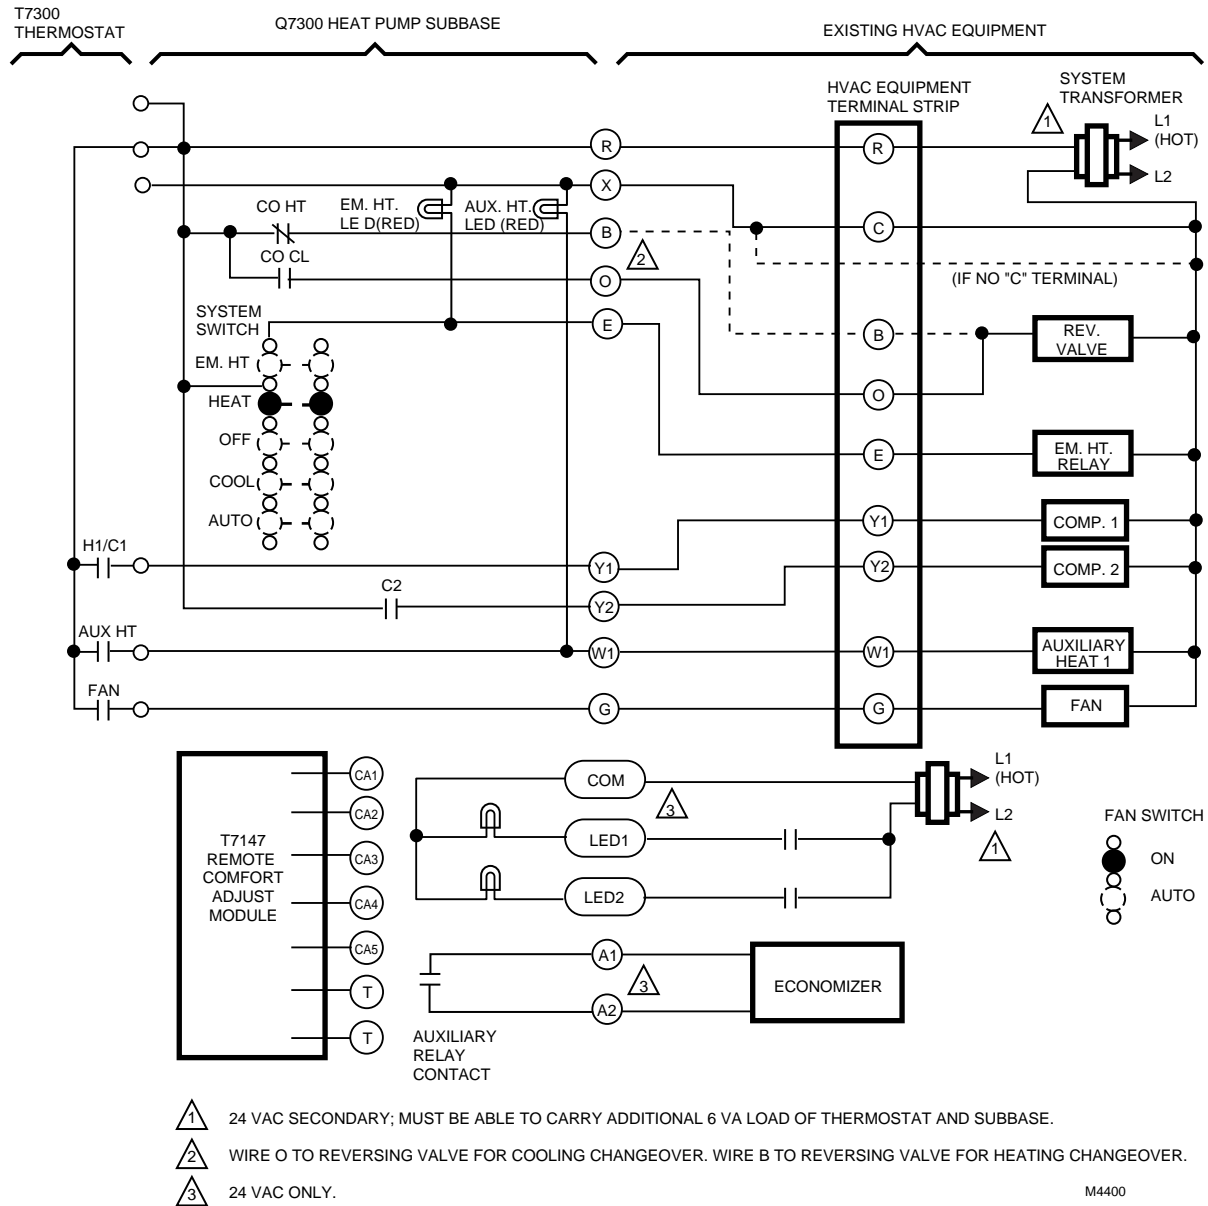 T7300
THERMOSTAT
Q7300 HEAT PUMP SUBBASE
EXISTING HVAC EQUIPMENT
HVAC EQUIPMENT
TERMINAL STRIP
SYSTEM
TRANSFORMER
1
L1
(HOT)
L2
R
R
X
CO HT
EM. HT.
LE D(RED)
AUX. HT.
LED (RED)
B
2
C
CO CL
O
(IF NO "C" TERMINAL)
SYSTEM
SWITCH
E
B
REV.
VALVE
EM. HT
HEAT
O
OFF
E
EM. HT.
RELAY
COOL
AUTO
Y1
COMP. 1
H1/C1
Y1
Y2
COMP. 2
C2
Y2
AUX HT
W1
W1
AUXILIARY
HEAT 1
FAN
G
G
FAN
T7147
REMOTE
COMFORT
ADJUST
MODULE
CA1
CA2
CA3
CA4
CA5
T
T
COM
3
LED1
LED2
L1
(HOT)
L2
1
FAN SWITCH
ON
AUTO
A1
3
A2
ECONOMIZER
AUXILIARY
RELAY
CONTACT
1 24 VAC SECONDARY; MUST BE ABLE TO CARRY ADDITIONAL 6 VA LOAD OF THERMOSTAT AND SUBBASE.
2 WIRE O TO REVERSING VALVE FOR COOLING CHANGEOVER. WIRE B TO REVERSING VALVE FOR HEATING CHANGEOVER.
3 24 VAC ONLY.
M4400